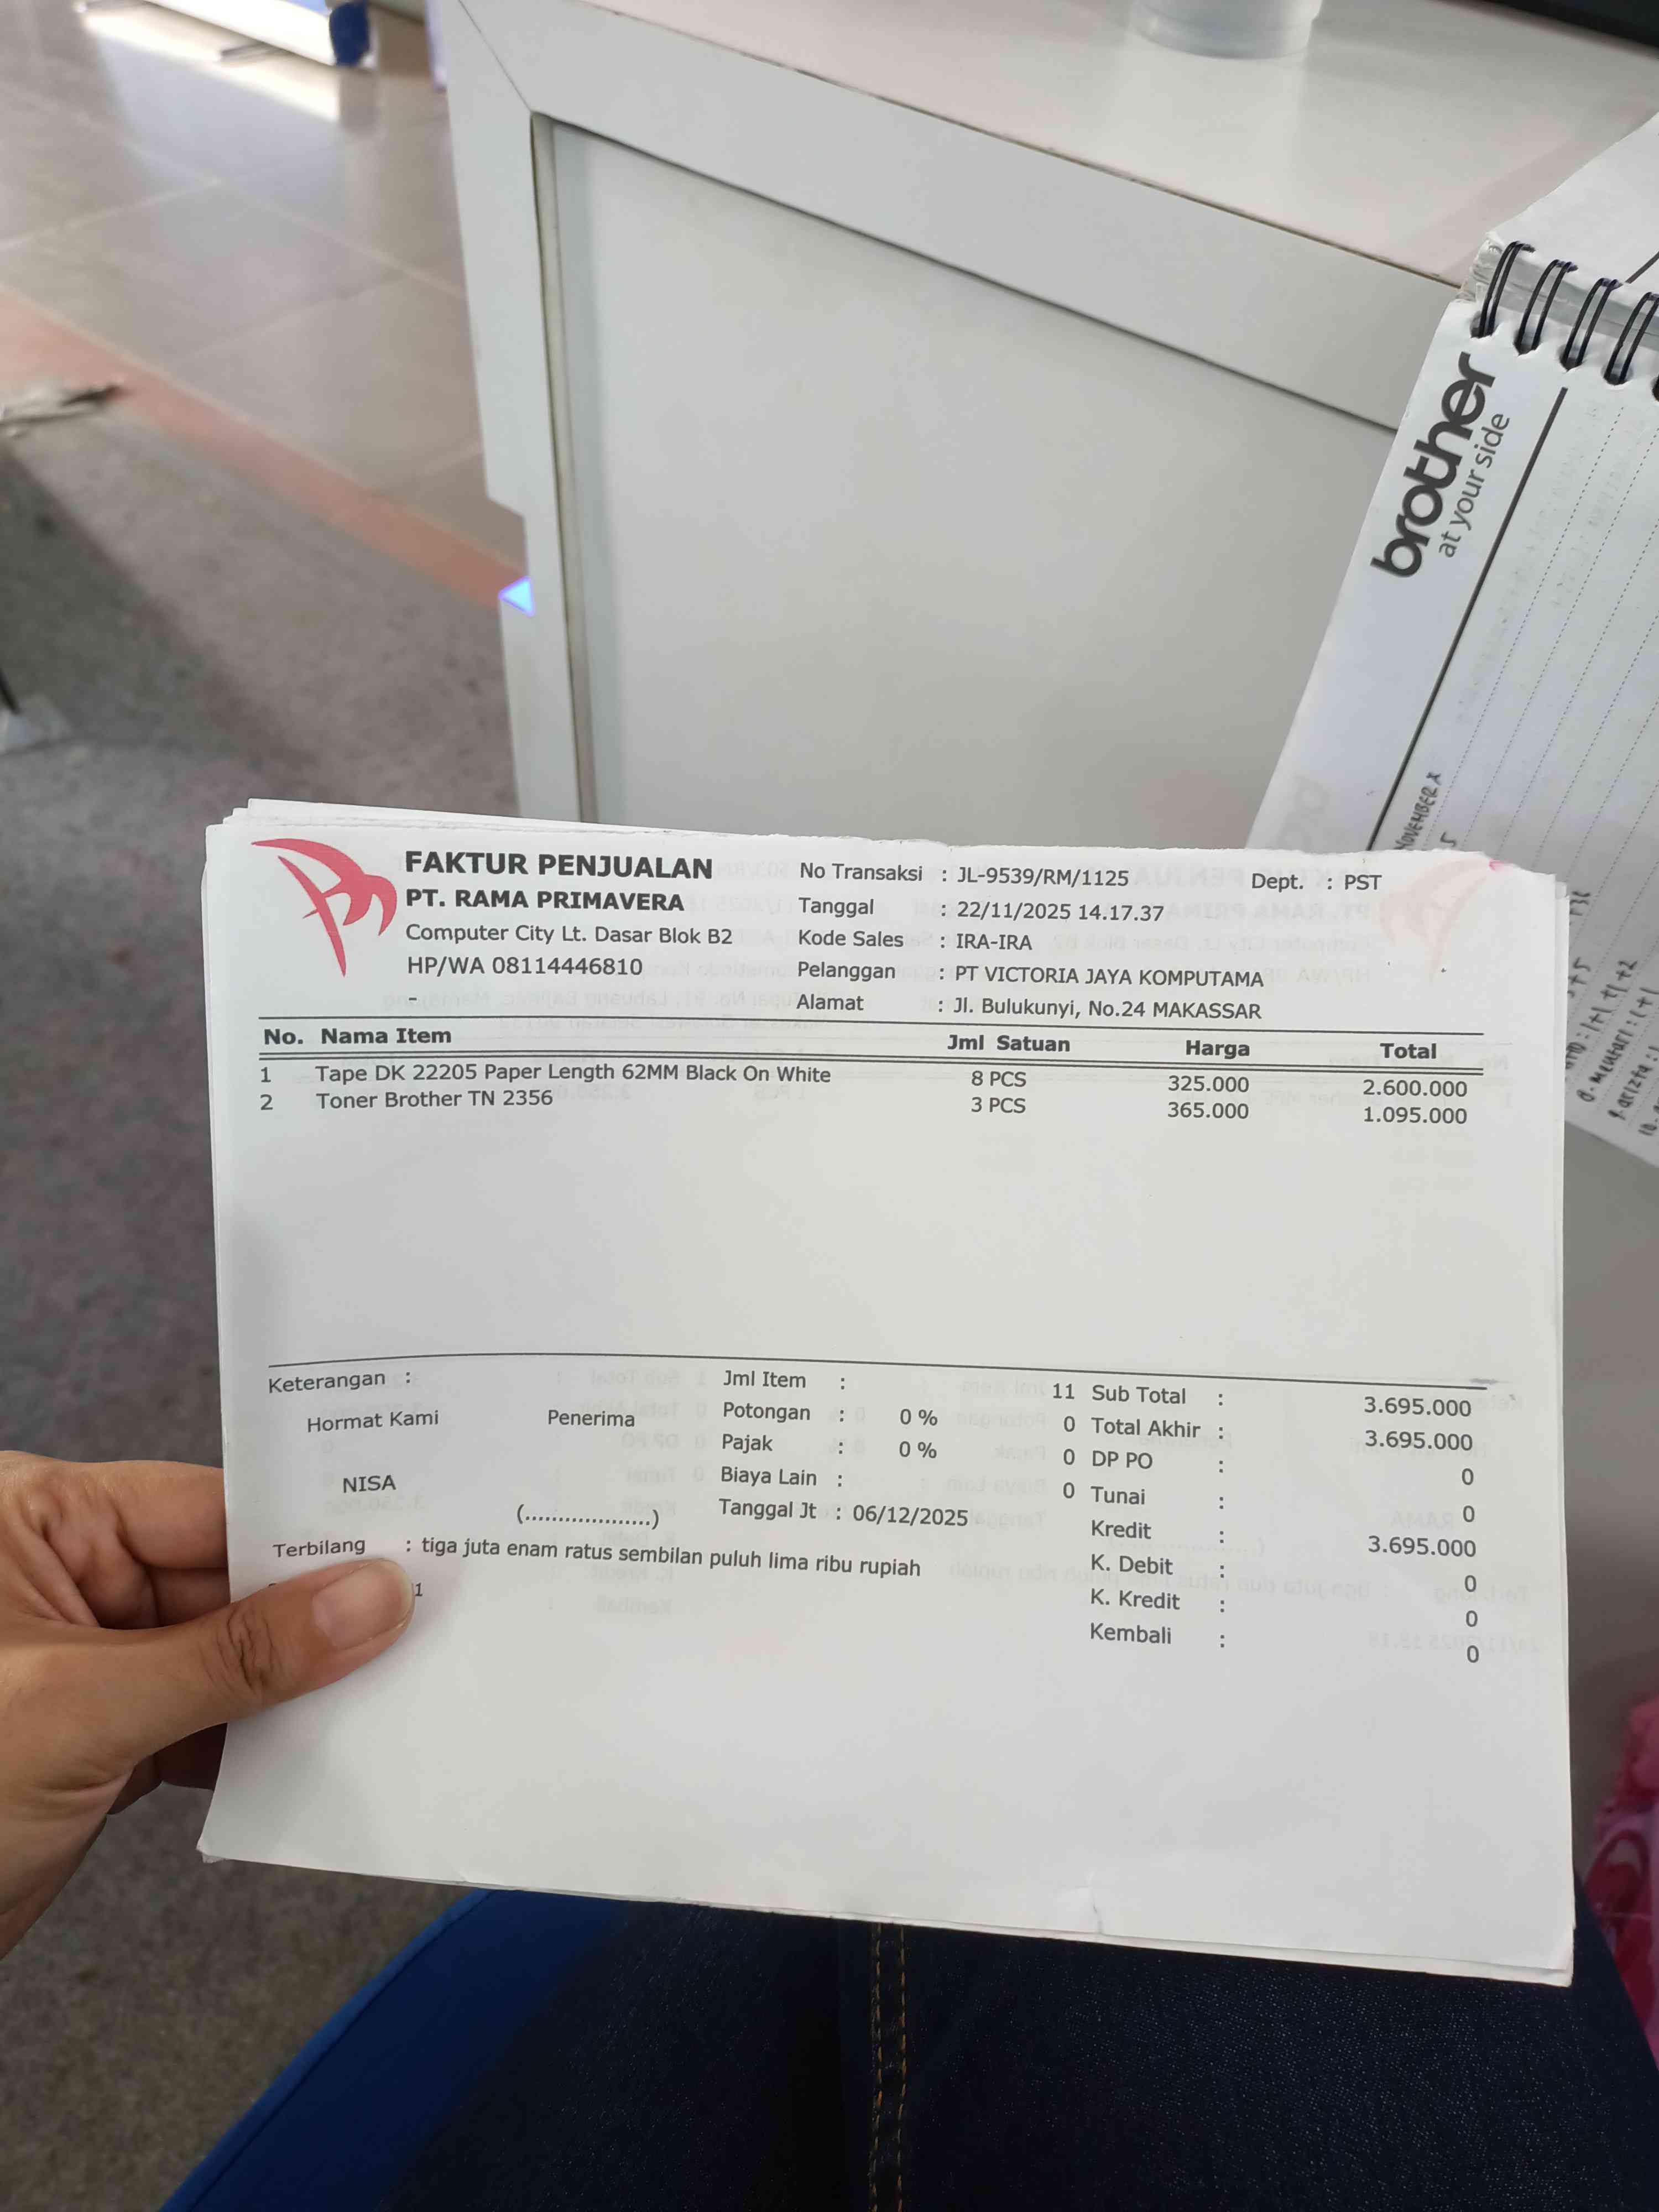 brother
at your side
NOVEMBER X
FAKTUR PENJUALAN
PT. RAMA PRIMAVERA
Computer City Lt. Dasar Blok B2
HP/WA 08114446810
-
No Transaksi : JL-9539/RM/1125 Dept. : PST
Tanggal : 22/11/2025 14.17.37
Kode Sales : IRA-IRA
Pelanggan : PT VICTORIA JAYA KOMPUTAMA
Alamat : Jl. Bulukunyi, No.24 MAKASSAR
No. Nama Item Jml Satuan Harga Total
1 Tape DK 22205 Paper Length 62MM Black On White 8 PCS 325.000 2.600.000
2 Toner Brother TN 2356 3 PCS 365.000 1.095.000
Keterangan :
Hormat Kami Penerima
NISA
(...................)
Jml Item : 11
Potongan : 0 % 0
Pajak : 0 % 0
Biaya Lain : 0
Tanggal Jt : 06/12/2025
Sub Total : 3.695.000
Total Akhir : 3.695.000
DP PO : 0
Tunai : 0
Kredit : 3.695.000
K. Debit : 0
K. Kredit : 0
Kembali : 0
Terbilang : tiga juta enam ratus sembilan puluh lima ribu rupiah